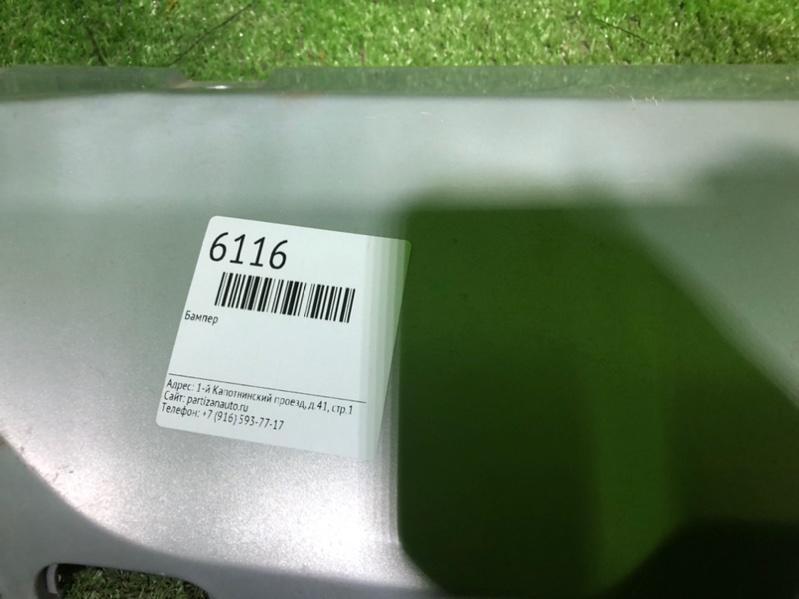 6116
Бампер
Адрес: 1-й Капотнинский проезд, д.41, стр.1
Сайт: partizanauto.ru
Телефон: +7 (916) 593-77-17